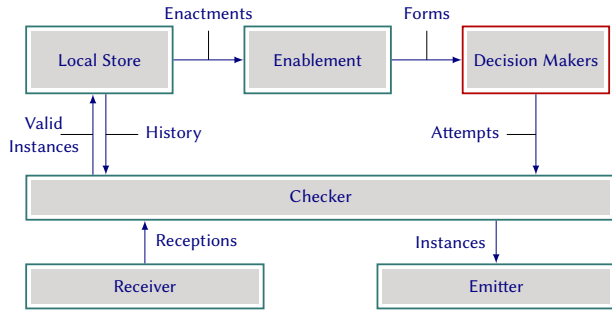 Enactments
Forms
Local Store
Enablement
Decision Makers
Valid
Instances
History
Attempts
Checker
Receptions
Instances
Receiver
Emitter